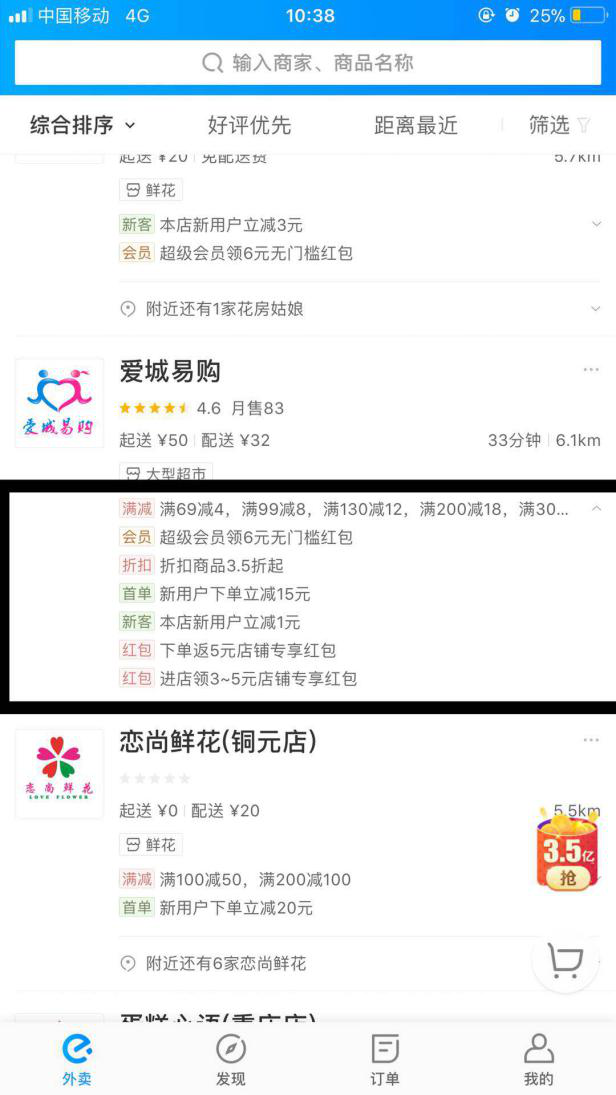 中国移动 4G 10:38 25%
输入商家、商品名称
综合排序 好评优先 距离最近 筛选
起送 ¥20 免配送费 5.7km
鲜花
新客 本店新用户立减3元
会员 超级会员领6元无门槛红包
附近还有1家花房姑娘
爱城易购
爱城易购
4.6 月售83
起送 ¥50 配送 ¥32 33分钟 6.1km
大型超市
满减 满69减4，满99减8，满130减12，满200减18，满30...
会员 超级会员领6元无门槛红包
折扣 折扣商品3.5折起
首单 新用户下单立减15元
新客 本店新用户立减1元
红包 下单返5元店铺专享红包
红包 进店领3~5元店铺专享红包
恋尚鲜花(铜元店)
恋尚鲜花
LOVE FLOWER
起送 ¥0 配送 ¥20 5.5km
鲜花
3.5亿
抢
满减 满100减50，满200减100
首单 新用户下单立减20元
附近还有6家恋尚鲜花
外卖 发现 订单 我的